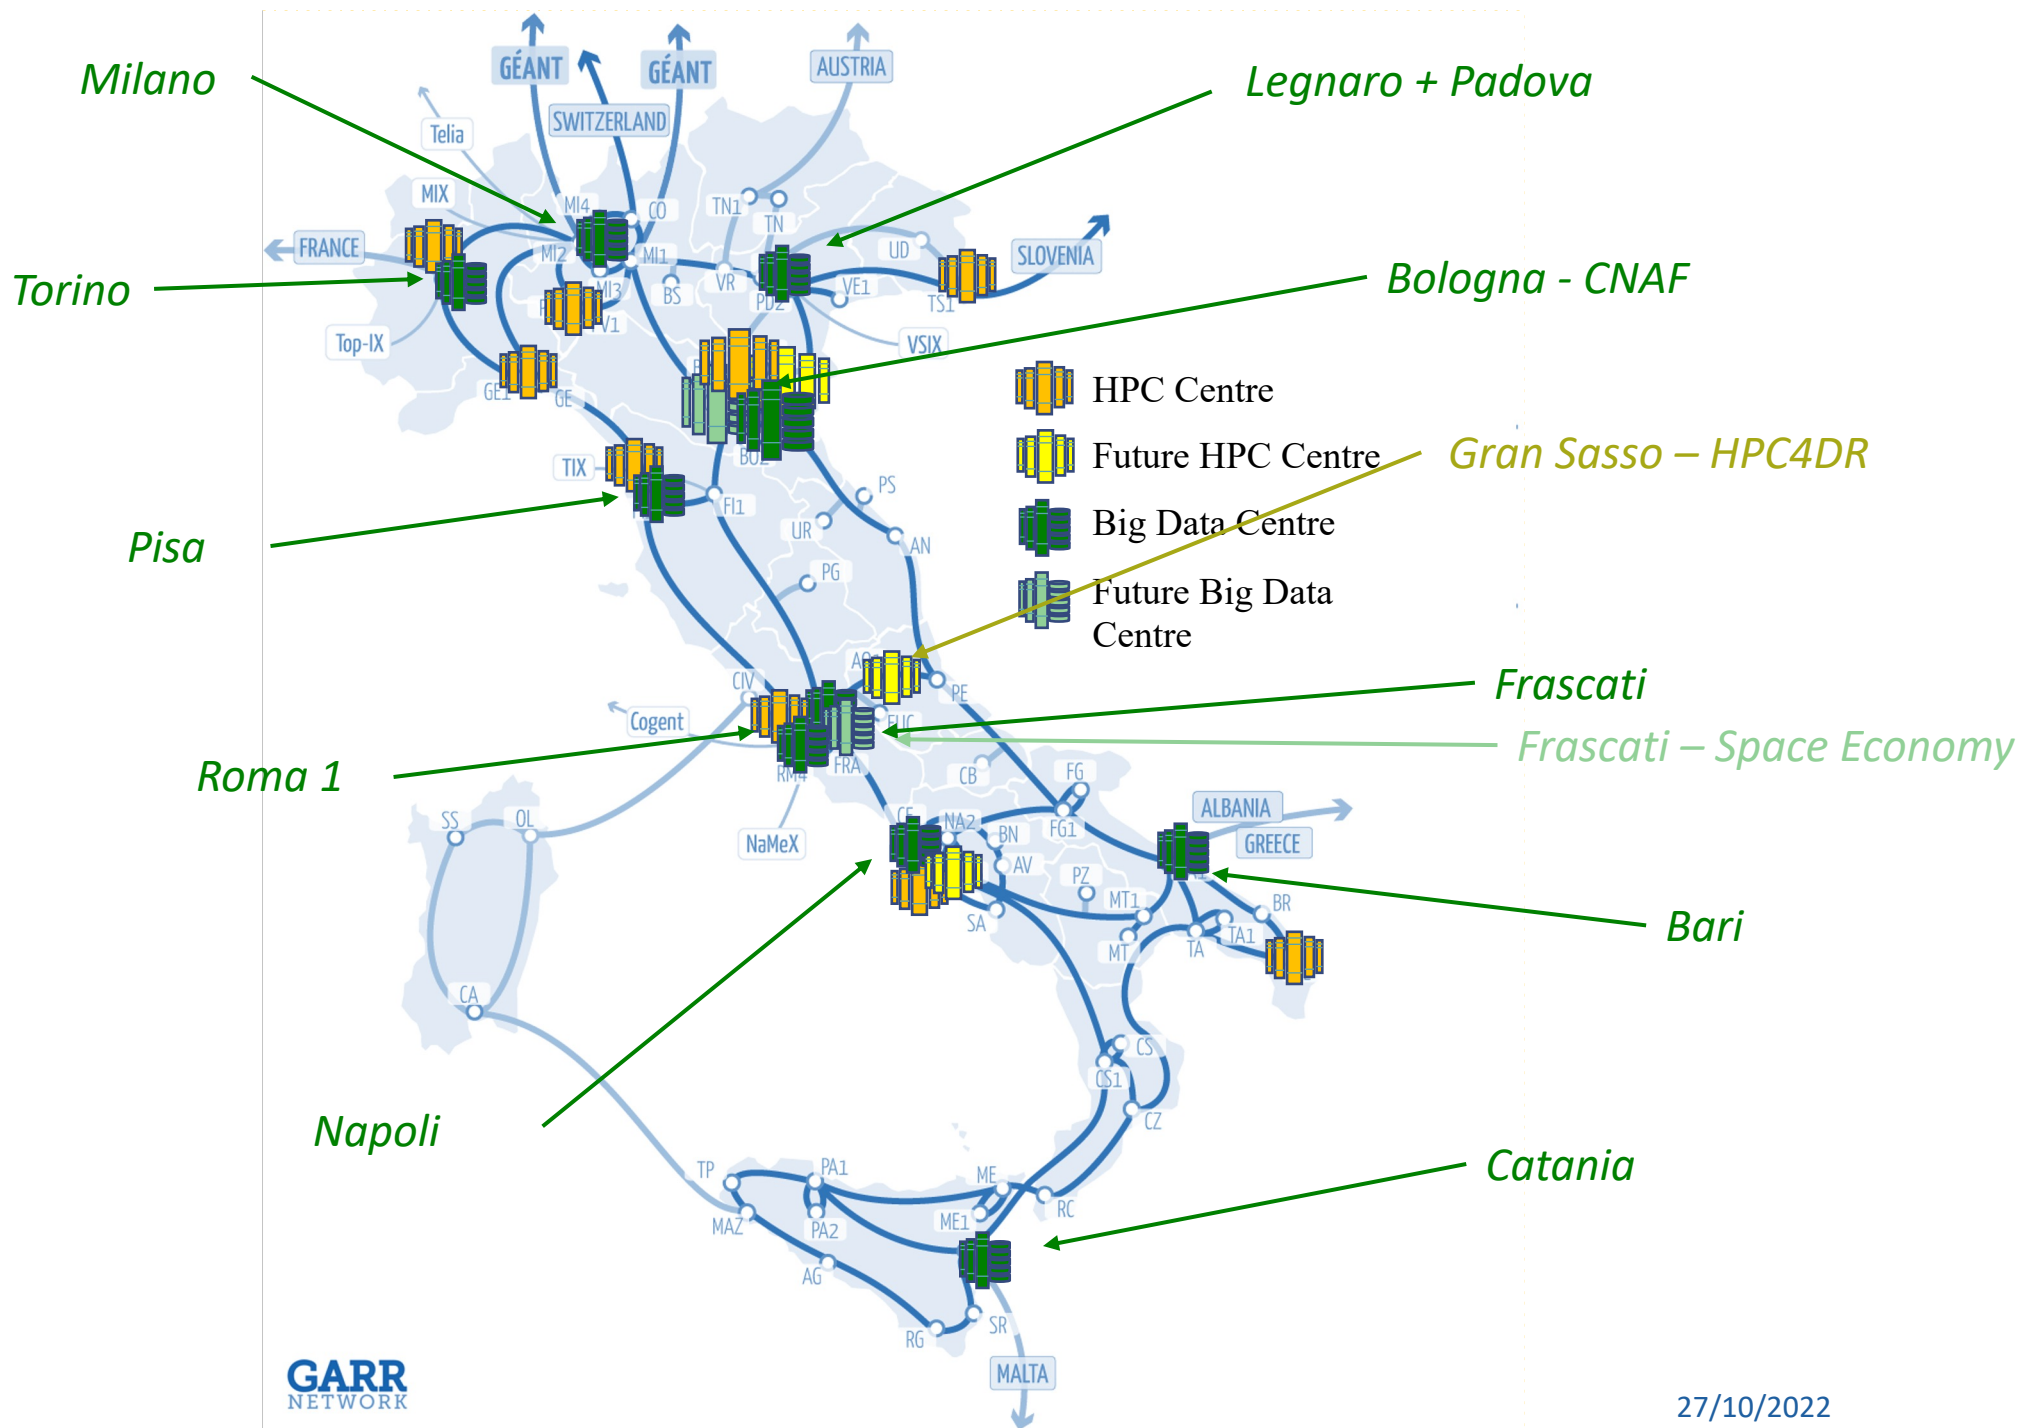 GÉANT
GÉANT
AUSTRIA
Milano
Legnaro + Padova
SWITZERLAND
Telia
MIX
MI4
CO
TN1
TN
FRANCE
MI2
MI1
UD
SLOVENIA
Bologna - CNAF
Torino
MI3
BS
VR
PD2
VE1
TS1
PV1
Top-IX
VSIX
GE1
GE
HPC Centre
Future HPC Centre
Gran Sasso – HPC4DR
TIX
BO2
PS
FI1
UR
AN
Big Data Centre
Pisa
PG
Future Big Data
Centre
CIV
PE
Frascati
Cogent
Frascati – Space Economy
Roma 1
RM4
FRA
CB
FG
SS
OL
NaMeX
NA2
BN
FG1
ALBANIA
GREECE
AV
PZ
MT1
BR
SA
MT
TA
TA1
Bari
CA
CS
CS1
Napoli
CZ
TP
PA1
ME
Catania
MAZ
PA2
ME1
RC
AG
RG
SR
MALTA
GARR
NETWORK
27/10/2022